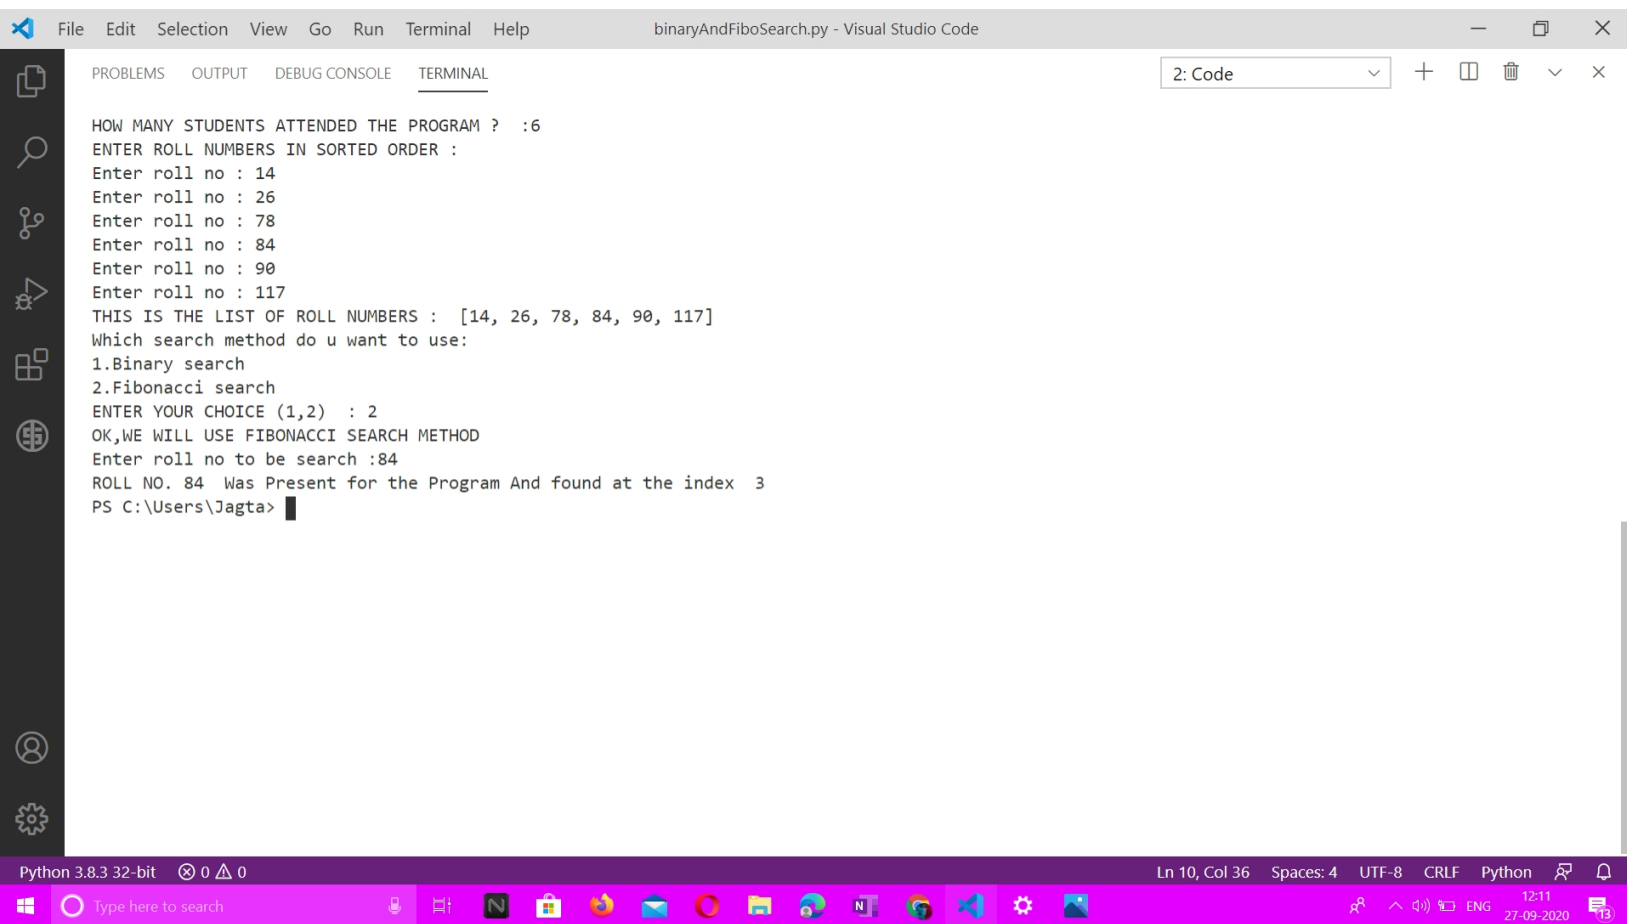 File Edit Selection View Go Run Terminal Help binaryAndFiboSearch.py - Visual Studio Code
PROBLEMS OUTPUT DEBUG CONSOLE TERMINAL 2: Code
HOW MANY STUDENTS ATTENDED THE PROGRAM ?  :6
ENTER ROLL NUMBERS IN SORTED ORDER :
Enter roll no : 14
Enter roll no : 26
Enter roll no : 78
Enter roll no : 84
Enter roll no : 90
Enter roll no : 117
THIS IS THE LIST OF ROLL NUMBERS :  [14, 26, 78, 84, 90, 117]
Which search method do u want to use:
1.Binary search
2.Fibonacci search
ENTER YOUR CHOICE (1,2)  : 2
OK,WE WILL USE FIBONACCI SEARCH METHOD
Enter roll no to be search :84
ROLL NO. 84  Was Present for the Program And found at the index  3
PS C:\Users\Jagta>
Python 3.8.3 32-bit 0 0 Ln 10, Col 36 Spaces: 4 UTF-8 CRLF Python
Type here to search N N ENG 12:11
27-09-2020 13